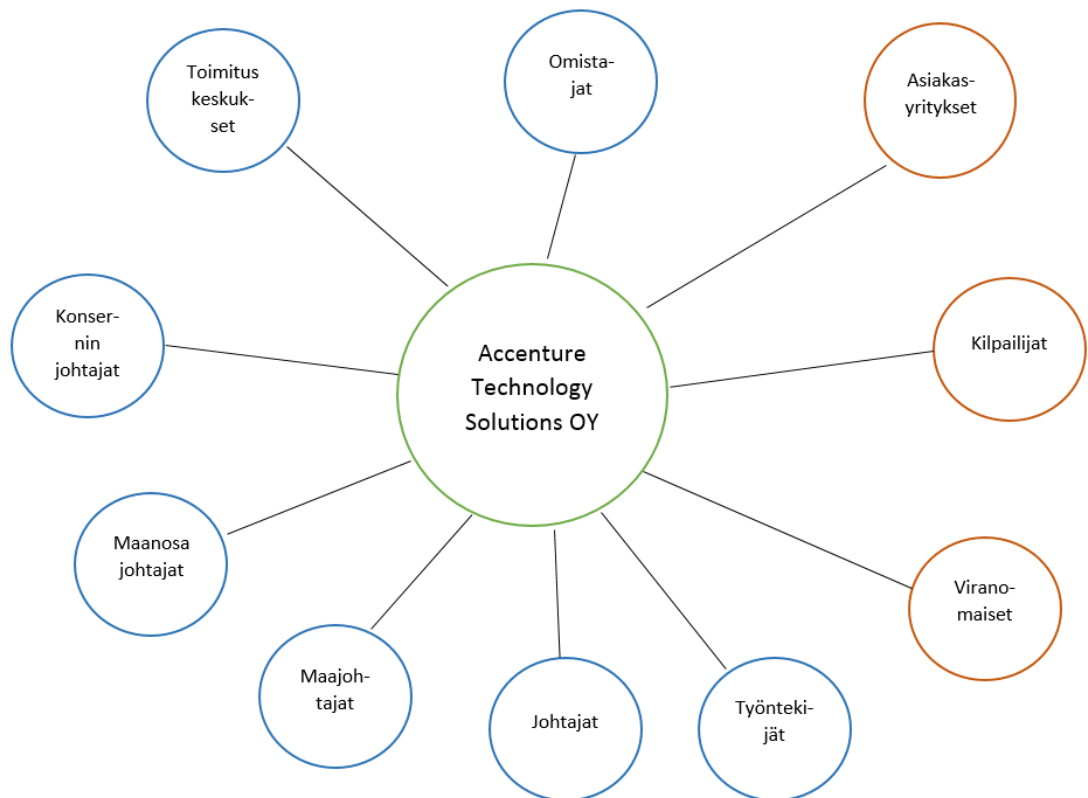 Toimitus
keskuk-
set
Omista-
jat
Asiakas-
yritykset
Konser-
nin
johtajat
Accenture
Technology
Solutions OY
Kilpailijat
Maanosa
johtajat
Virano-
maiset
Maajoh-
tajat
Johtajat
Työnteki-
jät